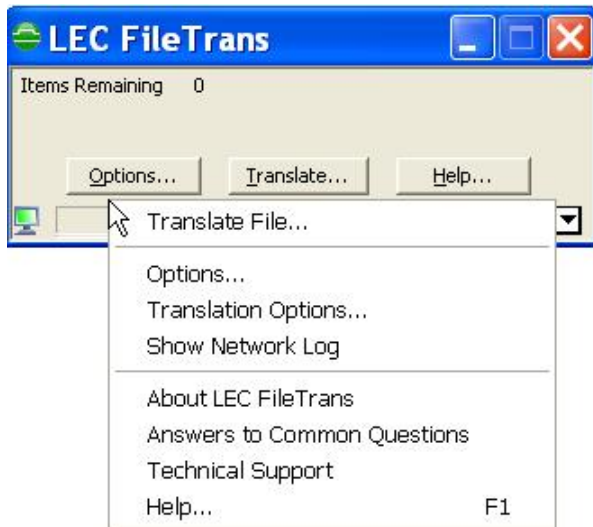 LEC FileTrans
Items Remaining 0
Options... Translate... Help...
Translate File...
Options...
Translation Options...
Show Network Log
About LEC FileTrans
Answers to Common Questions
Technical Support
Help... F1